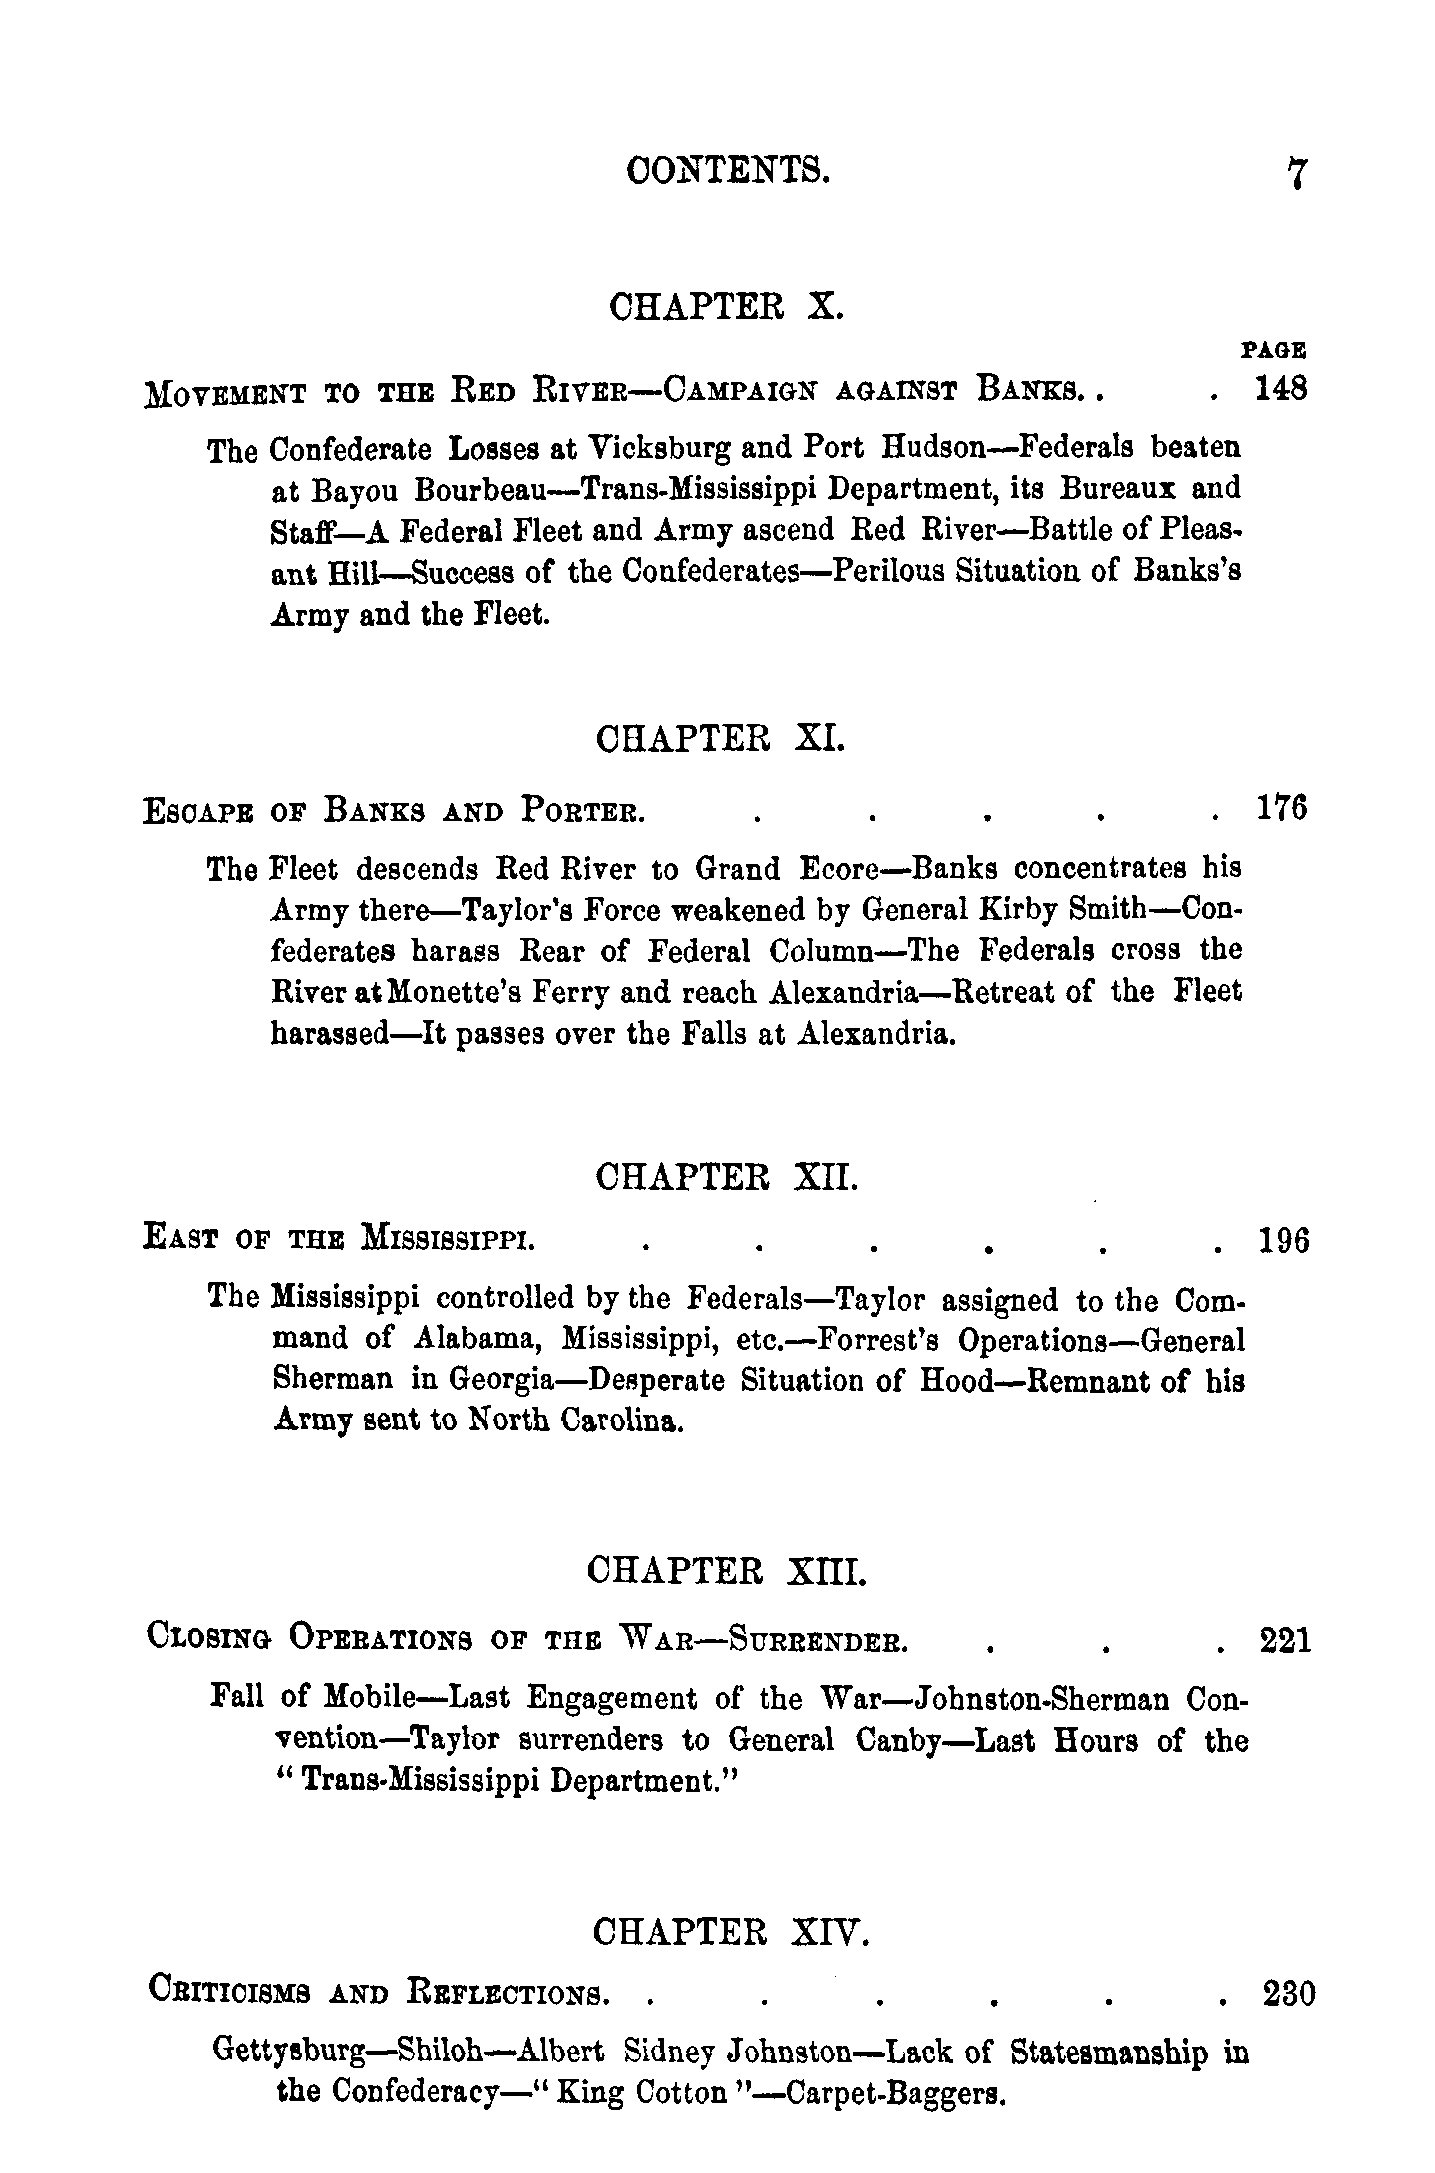 CONTENTS. 7
CHAPTER X.
PAGE
Movement to the Red River—Campaign against Banks. . . 148
The Confederate Losses at Vicksburg and Port Hudson—Federals beaten
at Bayou Bourbeau—Trans-Mississippi Department, its Bureaux and
Staff—A Federal Fleet and Army ascend Red River—Battle of Pleas-
ant Hill—Success of the Confederates—Perilous Situation of Banks's
Army and the Fleet.
CHAPTER XI.
Escape of Banks and Porter. . . . . . 176
The Fleet descends Red River to Grand Ecore—Banks concentrates his
Army there—Taylor's Force weakened by General Kirby Smith—Con-
federates harass Rear of Federal Column—The Federals cross the
River at Monette's Ferry and reach Alexandria—Retreat of the Fleet
harassed—It passes over the Falls at Alexandria.
CHAPTER XII.
East of the Mississippi. . . . . . . 196
The Mississippi controlled by the Federals—Taylor assigned to the Com-
mand of Alabama, Mississippi, etc.—Forrest's Operations—General
Sherman in Georgia—Desperate Situation of Hood—Remnant of his
Army sent to North Carolina.
CHAPTER XIII.
Closing Operations of the War—Surrender. . . . 221
Fall of Mobile—Last Engagement of the War—Johnston-Sherman Con-
vention—Taylor surrenders to General Canby—Last Hours of the
"Trans-Mississippi Department."
CHAPTER XIV.
Criticisms and Reflections. . . . . . . 230
Gettysburg—Shiloh—Albert Sidney Johnston—Lack of Statesmanship in
the Confederacy—"King Cotton"—Carpet-Baggers.